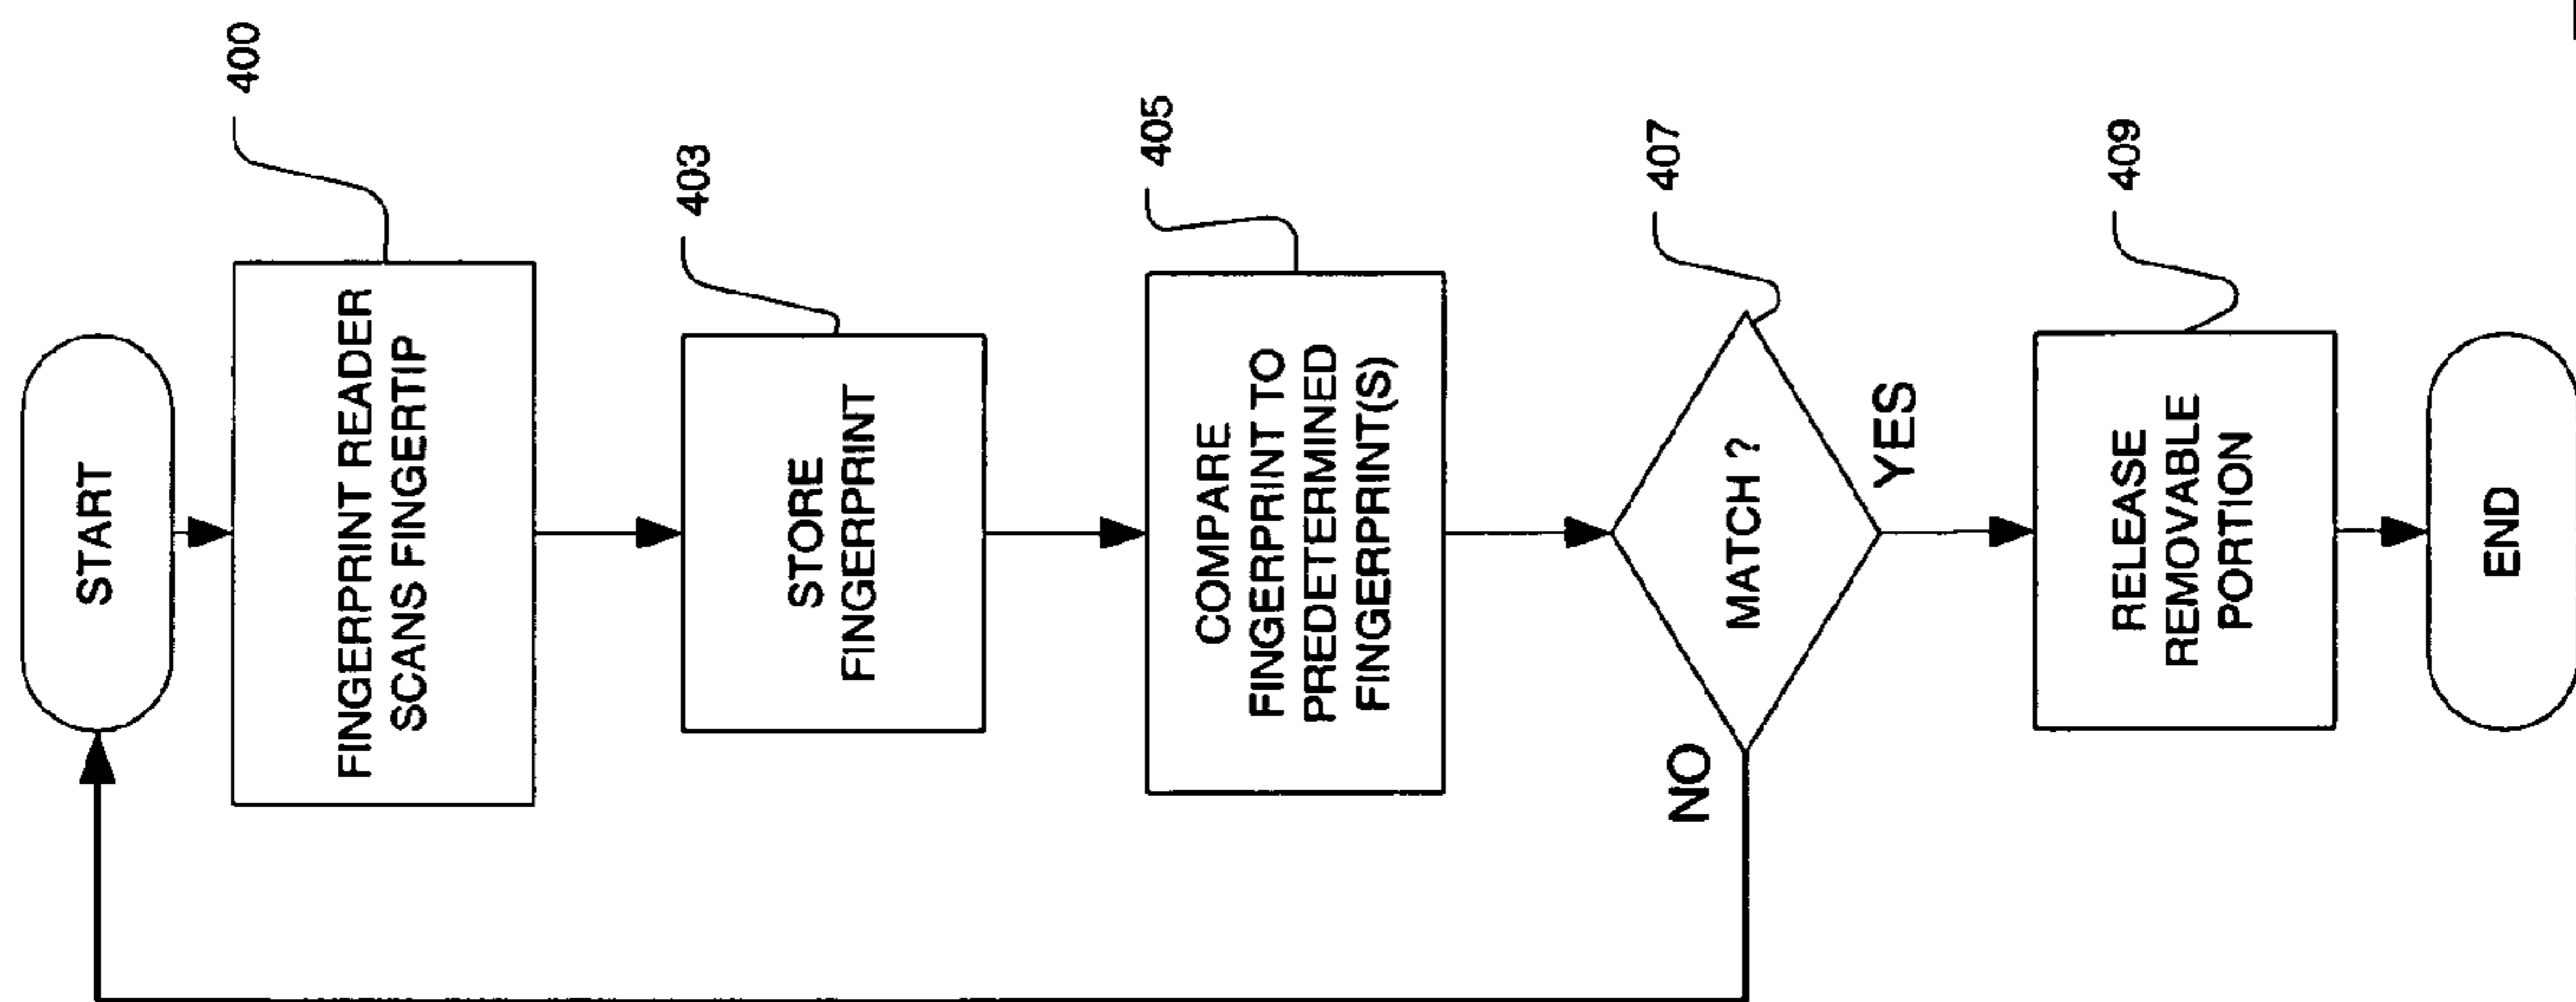 START
400
FINGERPRINT READER
SCANS FINGERTIP
403
STORE
FINGERPRINT
405
COMPARE
FINGERPRINT TO
PREDETERMINED
FINGERPRINT(S)
407
MATCH ?
NO
YES
409
RELEASE
REMOVABLE
PORTION
END